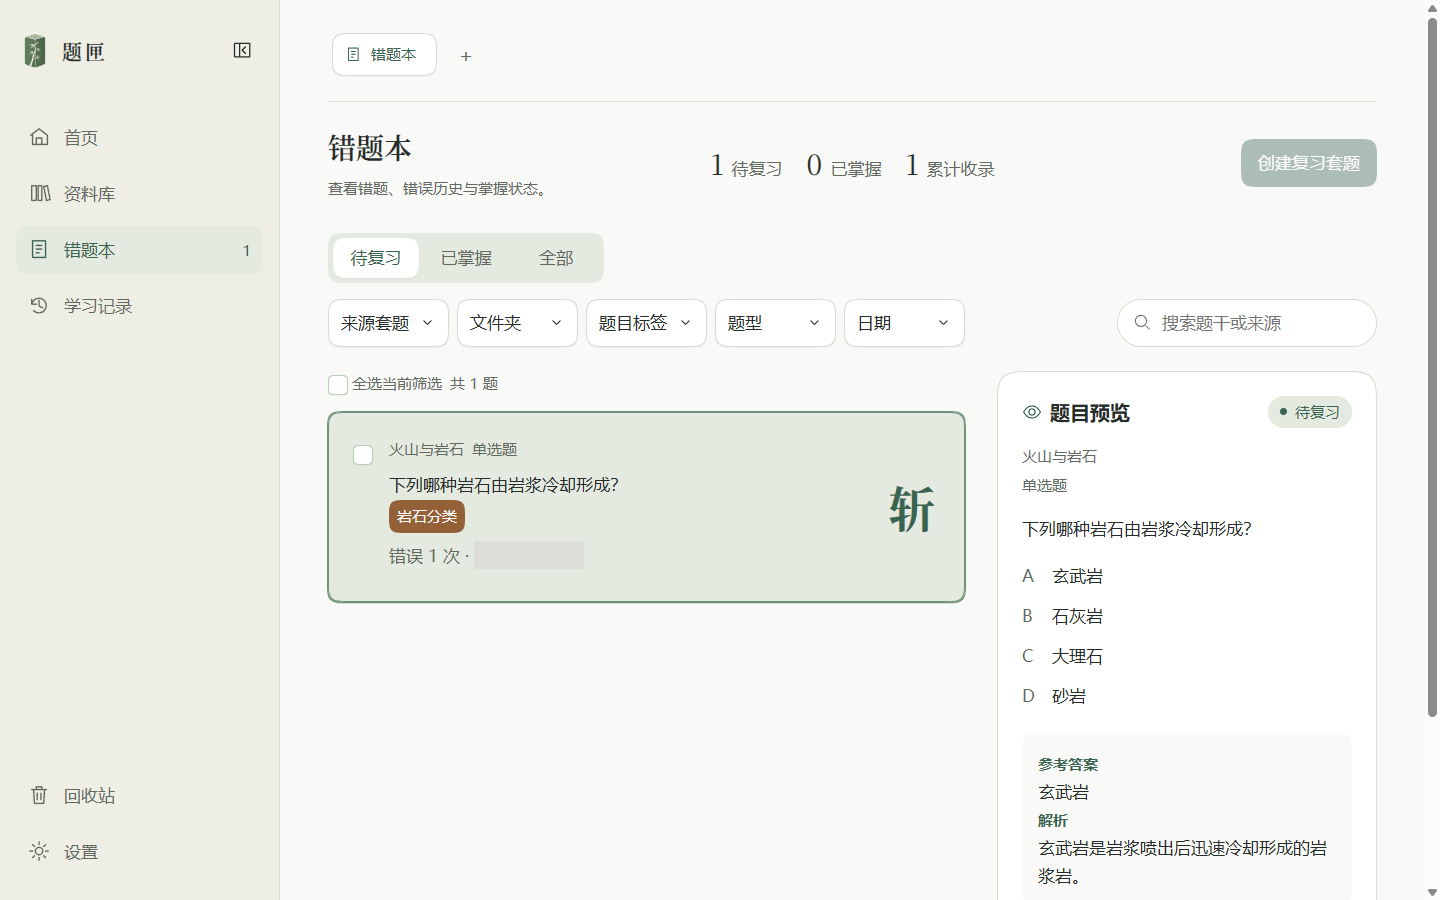 题匣
首页
资料库
错题本 1
学习记录
回收站
设置
错题本 +
错题本
查看错题、错误历史与掌握状态。
1 待复习 0 已掌握 1 累计收录
创建复习套题
待复习 已掌握 全部
来源套题 文件夹 题目标签 题型 日期
搜索题干或来源
全选当前筛选 共 1 题
火山与岩石 单选题
下列哪种岩石由岩浆冷却形成?
岩石分类
错误 1 次 ·
斩
题目预览 待复习
火山与岩石
单选题
下列哪种岩石由岩浆冷却形成?
A 玄武岩
B 石灰岩
C 大理石
D 砂岩
参考答案
玄武岩
解析
玄武岩是岩浆喷出后迅速冷却形成的岩
浆岩。